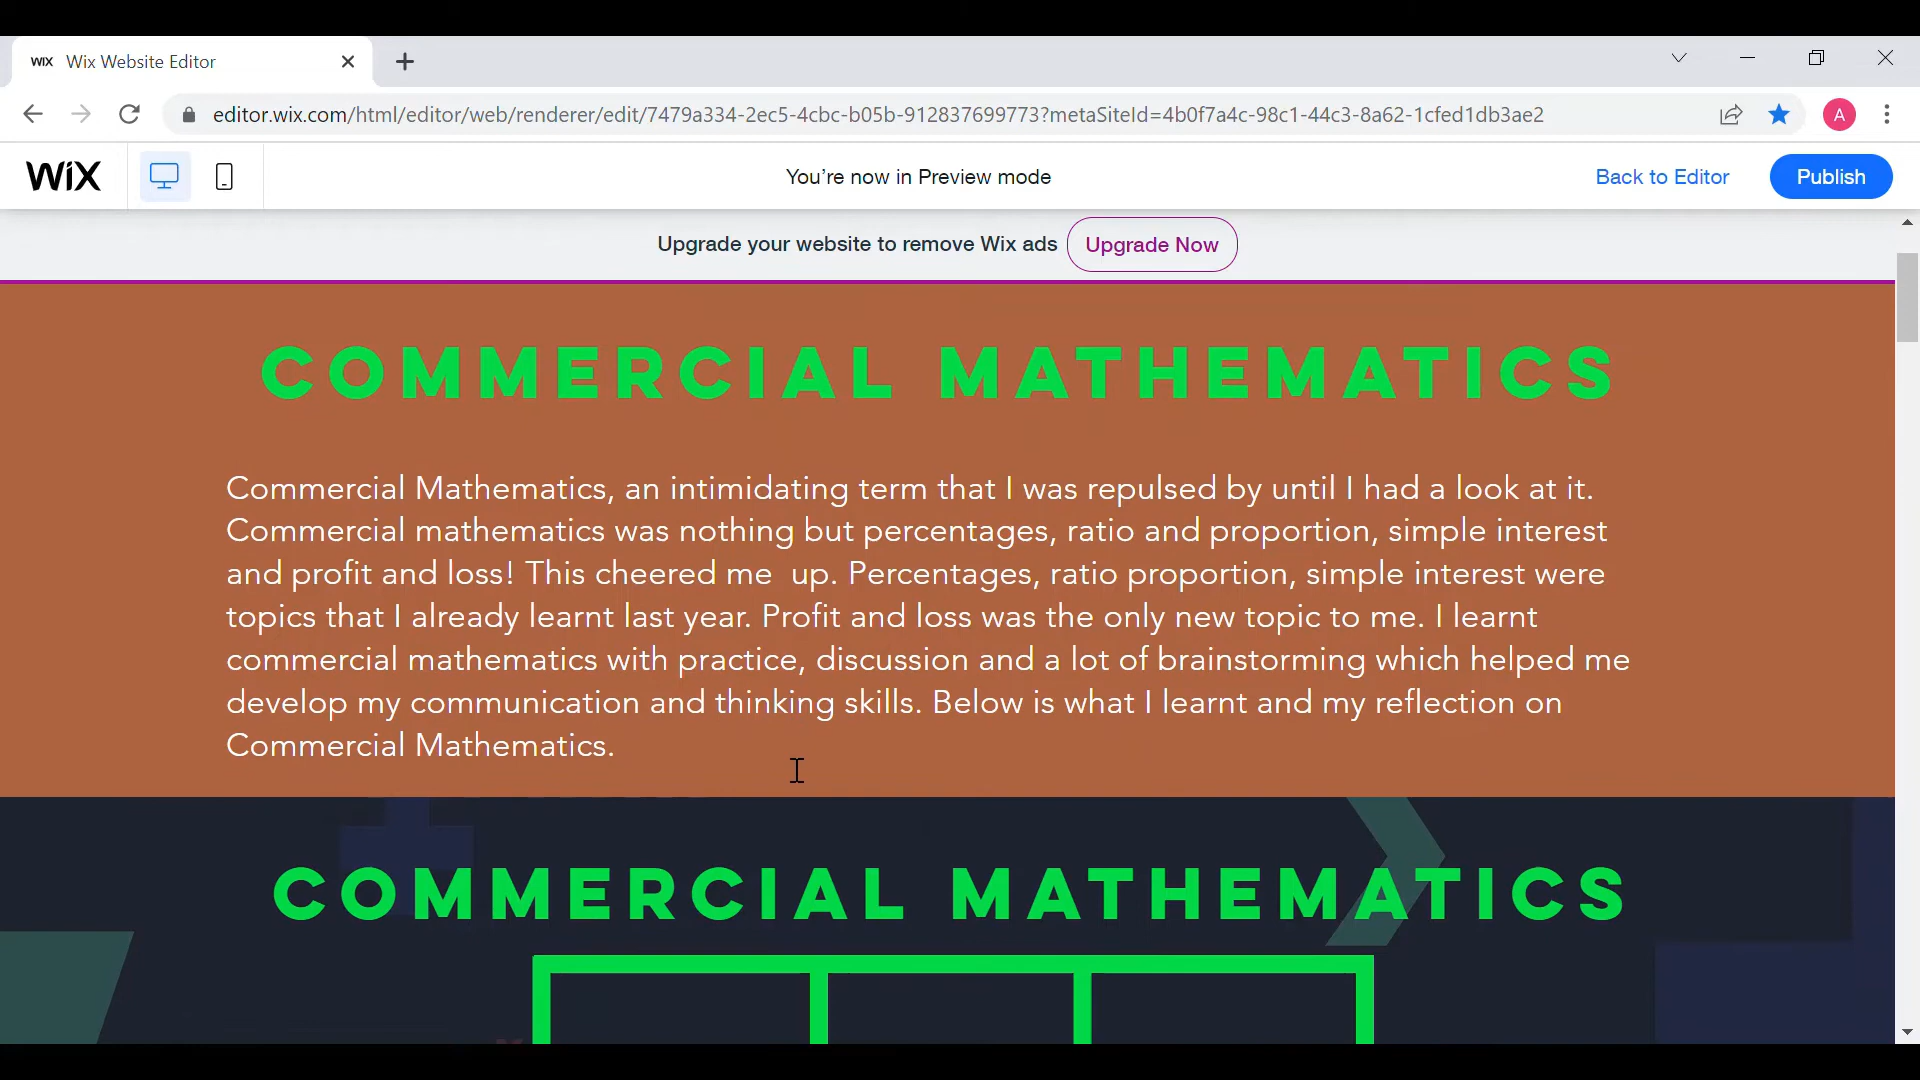 WiX Wix Website Editor
editor.wix.com/html/editor/web/renderer/edit/7479a334-2ec5-4cbc-b05b-912837699773?metaSiteId=4b0f7a4c-98c1-44c3-8a62-1cfed1db3ae2 A
WiX You're now in Preview mode Back to Editor Publish
Upgrade your website to remove Wix ads Upgrade Now
COMMERCIAL MATHEMATICS
Commercial Mathematics, an intimidating term that I was repulsed by until I had a look at it.
Commercial mathematics was nothing but percentages, ratio and proportion, simple interest
and profit and loss! This cheered me  up. Percentages, ratio proportion, simple interest were
topics that I already learnt last year. Profit and loss was the only new topic to me. I learnt
commercial mathematics with practice, discussion and a lot of brainstorming which helped me
develop my communication and thinking skills. Below is what I learnt and my reflection on
Commercial Mathematics.
COMMERCIAL MATHEMATICS